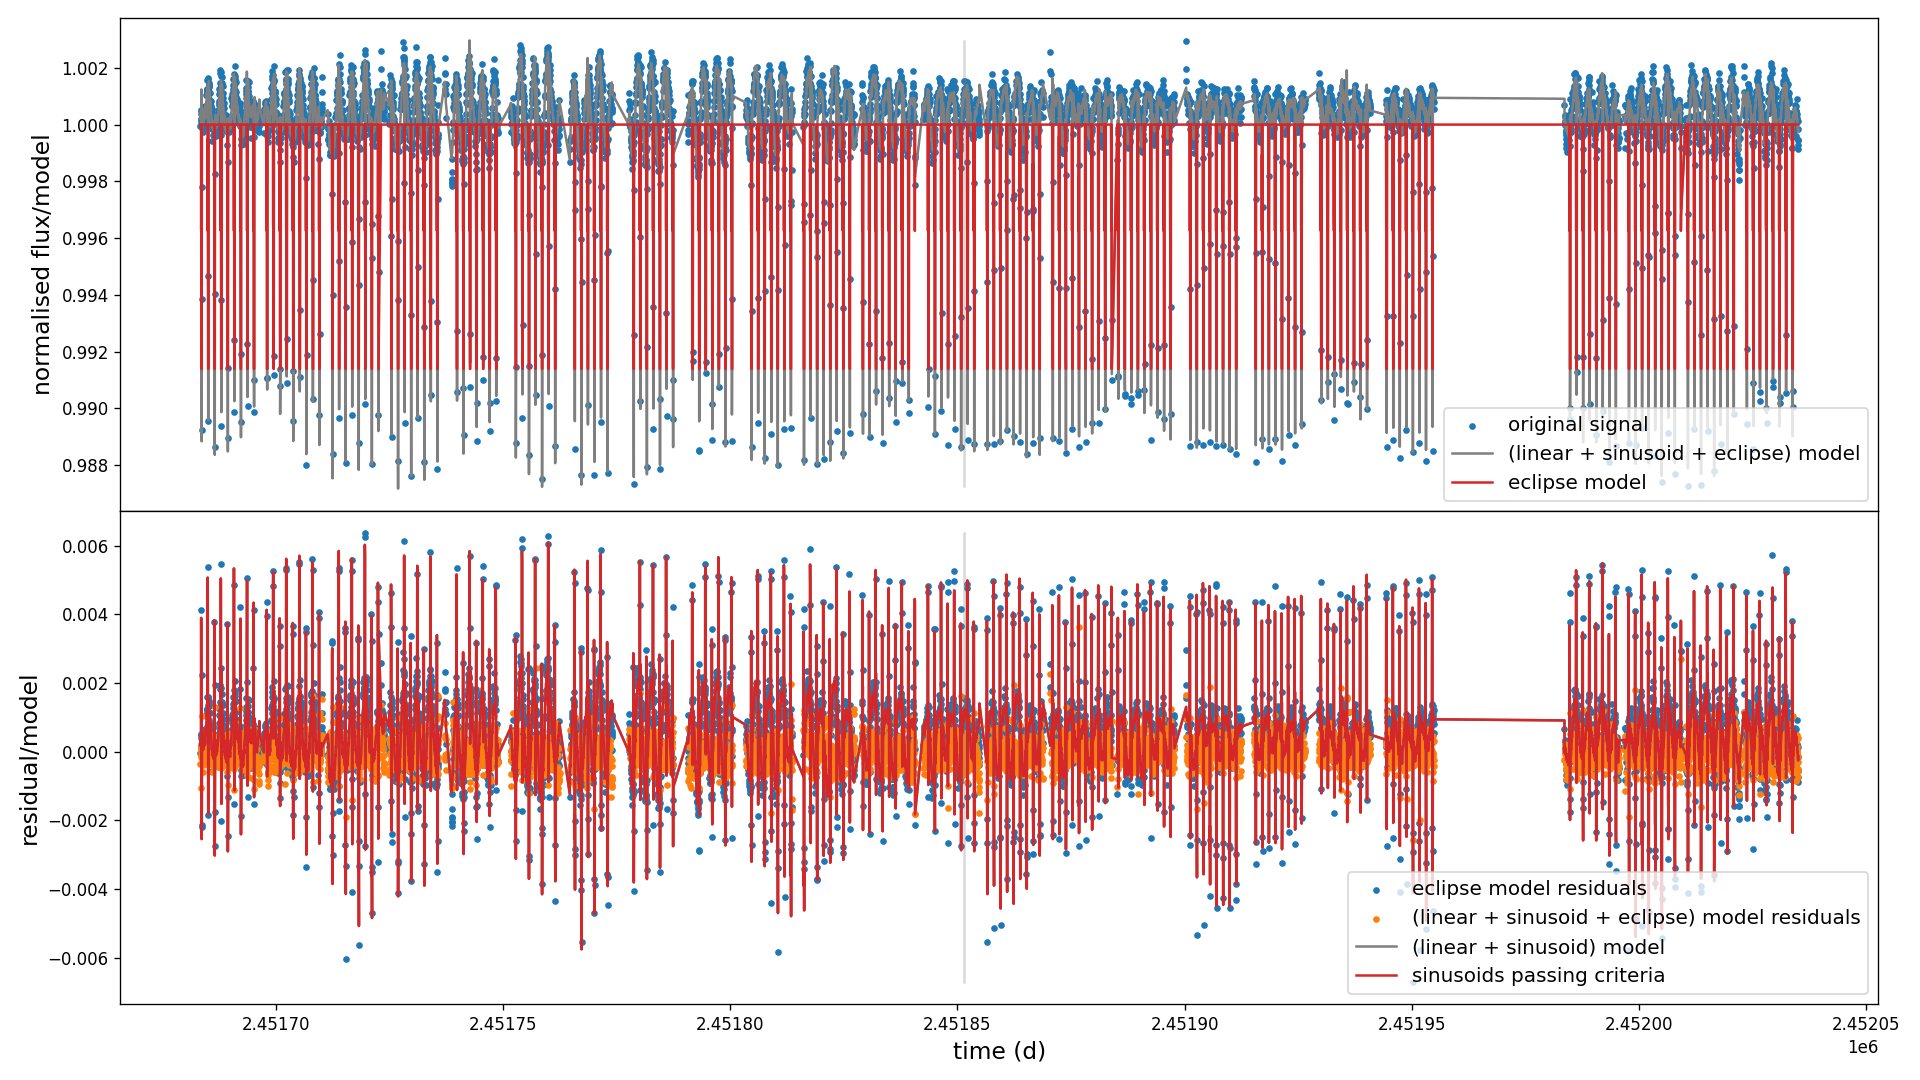 normalised flux/model
1.002
1.000
0.998
0.996
0.994
0.992
0.990
0.988
original signal
(linear + sinusoid + eclipse) model
eclipse model
residual/model
0.006
0.004
0.002
0.000
−0.002
−0.004
−0.006
eclipse model residuals
(linear + sinusoid + eclipse) model residuals
(linear + sinusoid) model
sinusoids passing criteria
2.45170 2.45175 2.45180 2.45185 2.45190 2.45195 2.45200 2.45205
1e6
time (d)